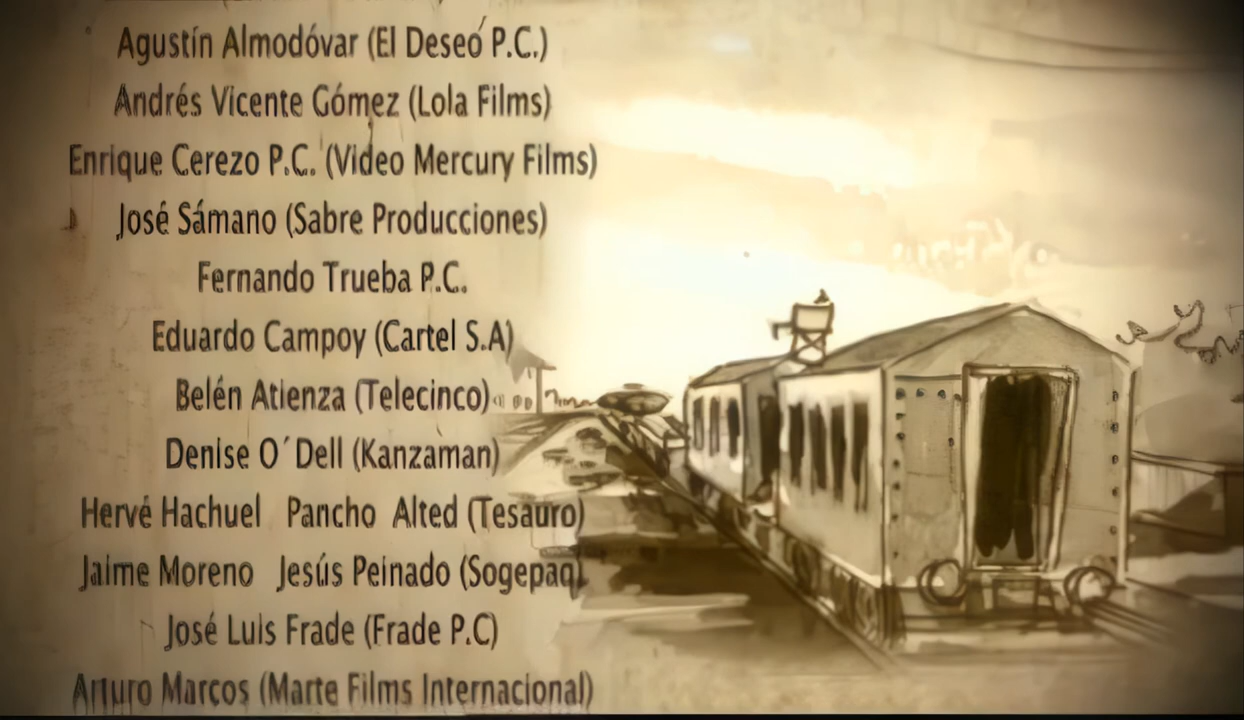 Agustín Almodóvar (El Deseo P.C.)
Andrés Vicente Gómez (Lola Films)
Enrique Cerezo P.C. (Video Mercury Films)
José Sámano (Sabre Producciones)
Fernando Trueba P.C.
Eduardo Campoy (Cartel S.A)
Belén Atienza (Telecinco)
Denise O´Dell (Kanzaman)
Hervé Hachuel Pancho Alted (Tesauro)
Jaime Moreno Jesús Peinado (Sogepaq)
José Luis Frade (Frade P.C)
Arturo Marcos (Marte Films Internacional)